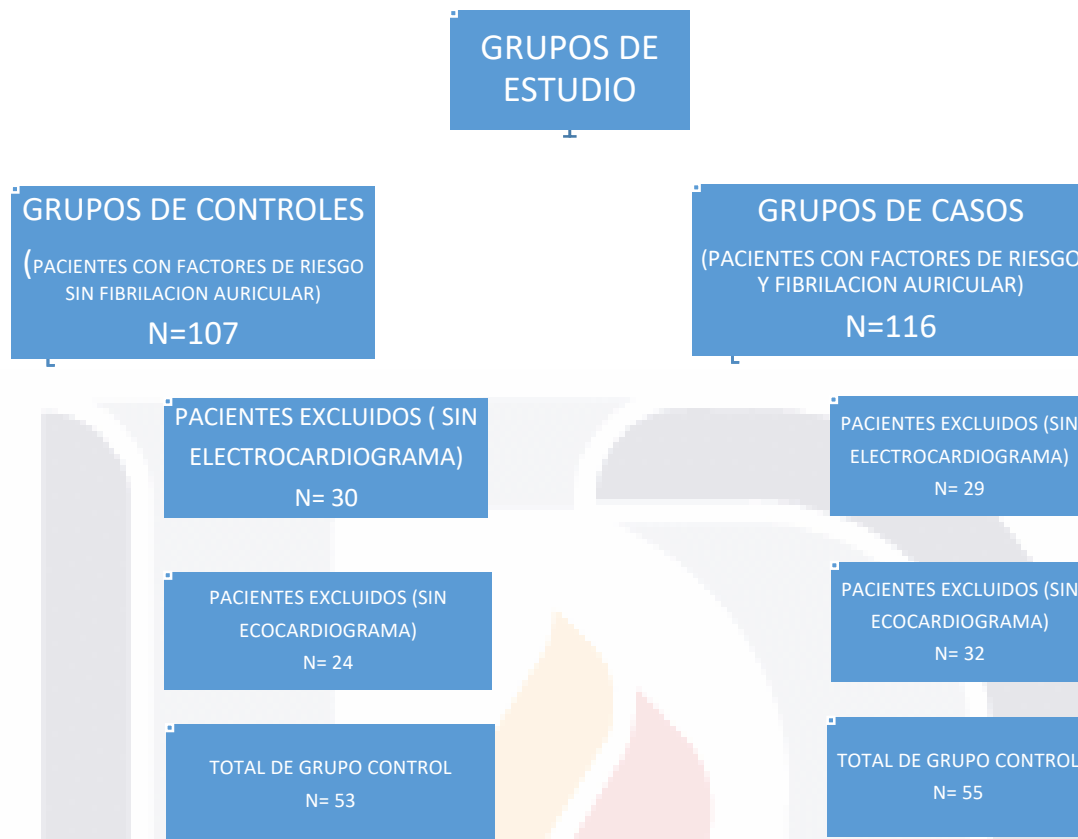 GRUPOS DE
ESTUDIO
GRUPOS DE CONTROLES
(PACIENTES CON FACTORES DE RIESGO
SIN FIBRILACION AURICULAR)
N=107
GRUPOS DE CASOS
(PACIENTES CON FACTORES DE RIESGO
Y FIBRILACION AURICULAR)
N=116
PACIENTES EXCLUIDOS ( SIN
ELECTROCARDIOGRAMA)
N= 30
PACIENTES EXCLUIDOS (SIN
ELECTROCARDIOGRAMA)
N= 29
PACIENTES EXCLUIDOS (SIN
ECOCARDIOGRAMA)
N= 24
PACIENTES EXCLUIDOS (SIN
ECOCARDIOGRAMA)
N= 32
TOTAL DE GRUPO CONTROL
N= 53
TOTAL DE GRUPO CONTROL
N= 55